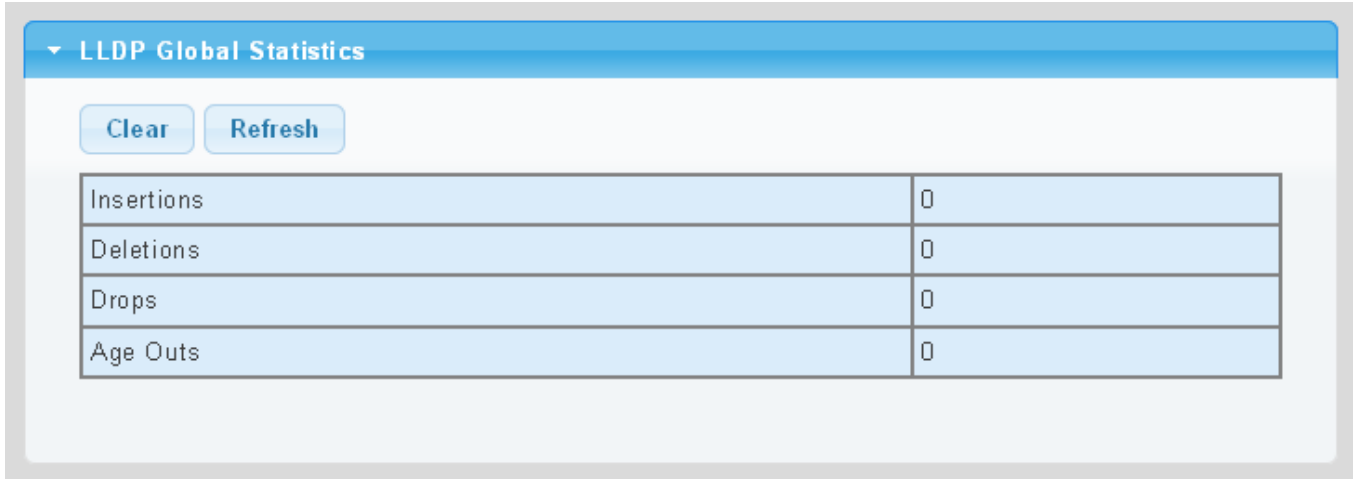 LLDP Global Statistics
Clear Refresh
Insertions 0
Deletions 0
Drops 0
Age Outs 0